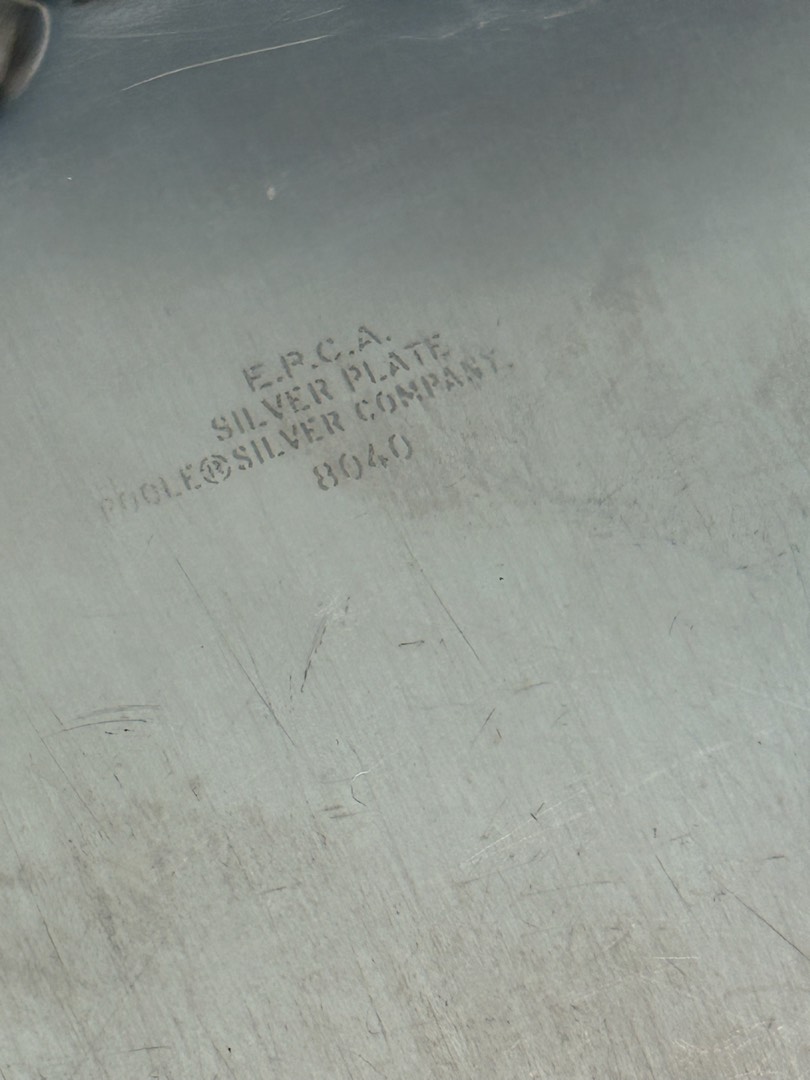 E.P.C.A.
SILVER PLATE
POOLE®SILVER COMPANY.
8040